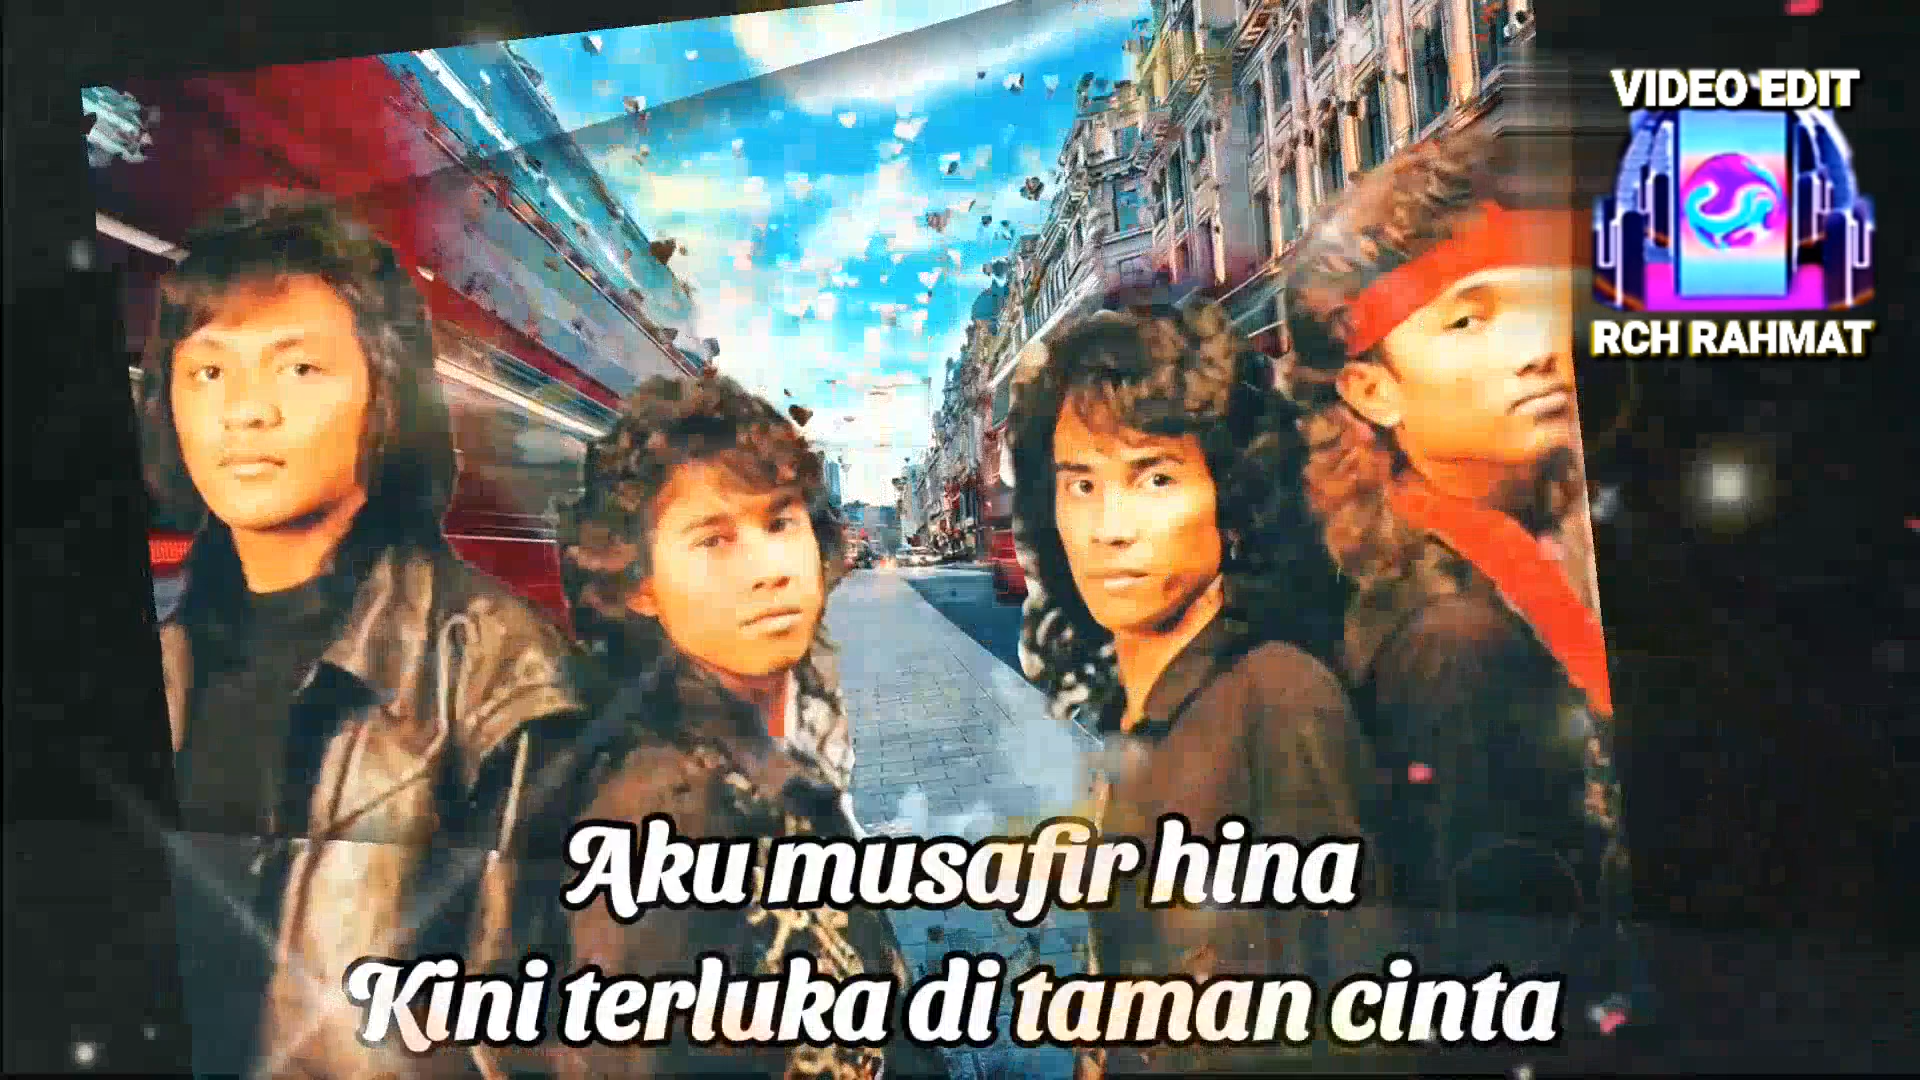 VIDEO EDIT
RCH RAHMAT
Aku musafir hina
Kini terluka di taman cinta